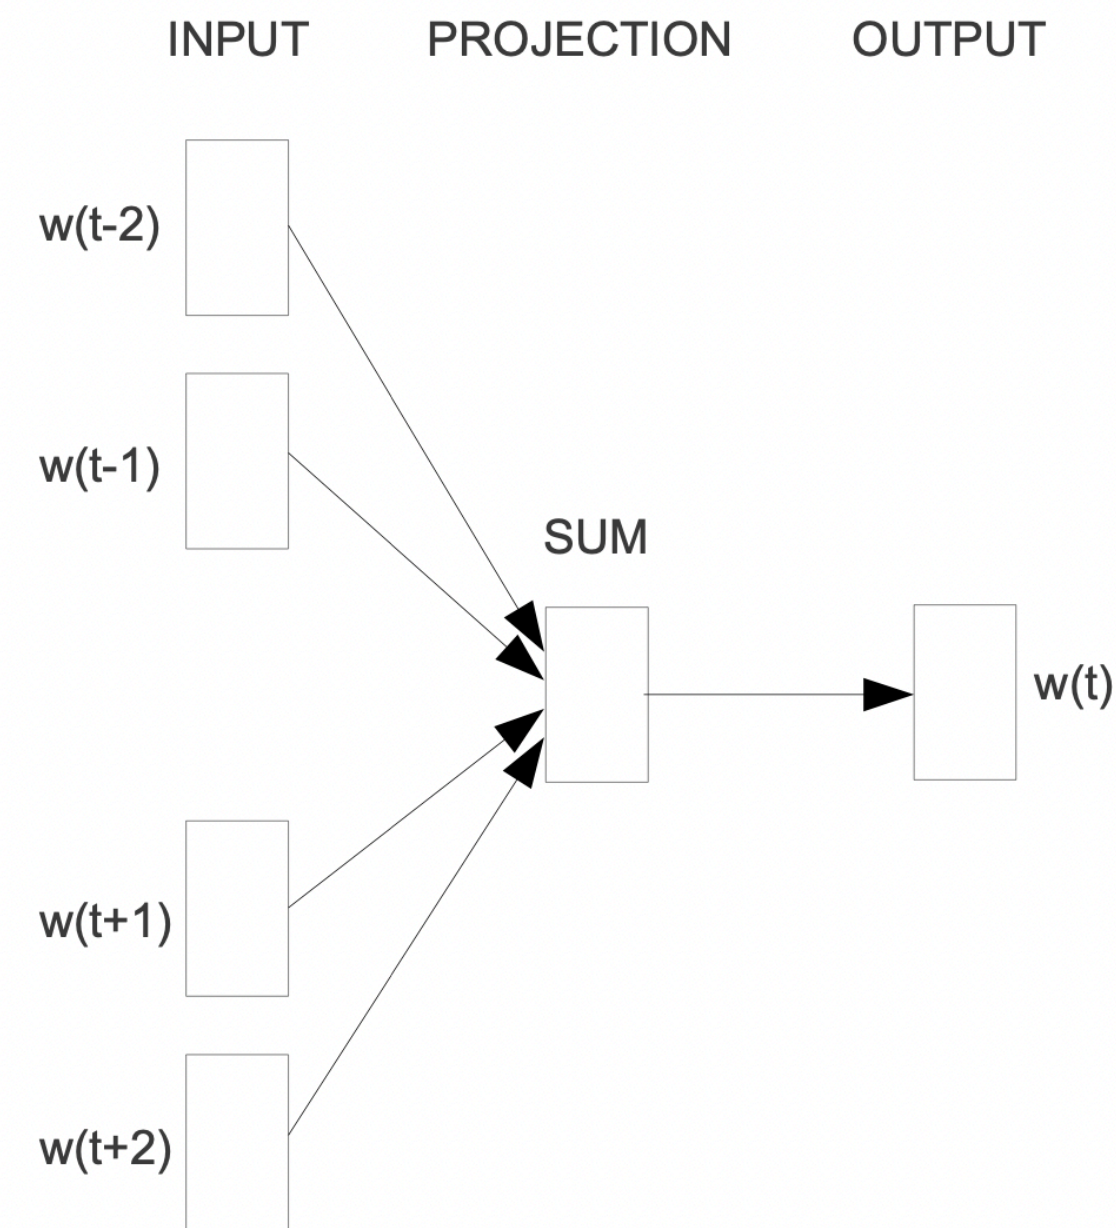 INPUT PROJECTION OUTPUT
w(t-2)
w(t-1)
SUM
w(t)
w(t+1)
w(t+2)